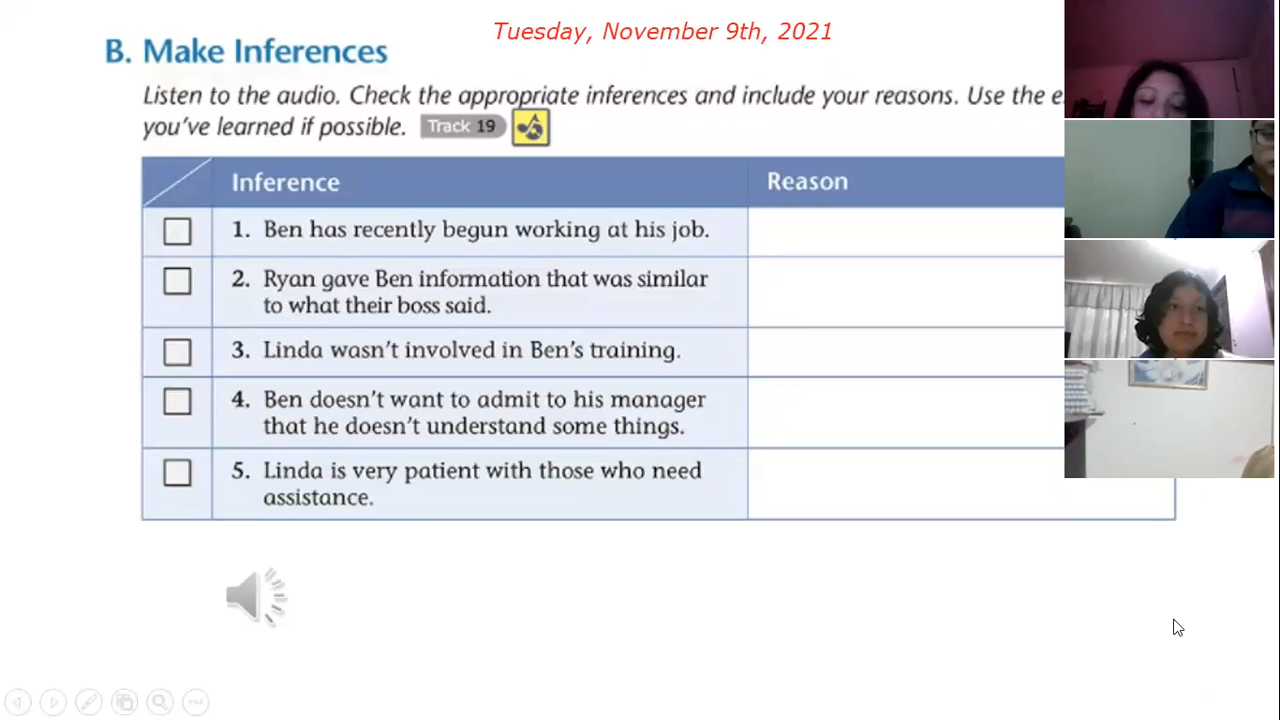 Tuesday, November 9th, 2021
B. Make Inferences
Listen to the audio. Check the appropriate inferences and include your reasons. Use the
you've learned if possible. Track 19
Inference Reason
1. Ben has recently begun working at his job.
2. Ryan gave Ben information that was similar
to what their boss said.
3. Linda wasn't involved in Ben's training.
4. Ben doesn't want to admit to his manager
that he doesn't understand some things.
5. Linda is very patient with those who need
assistance.